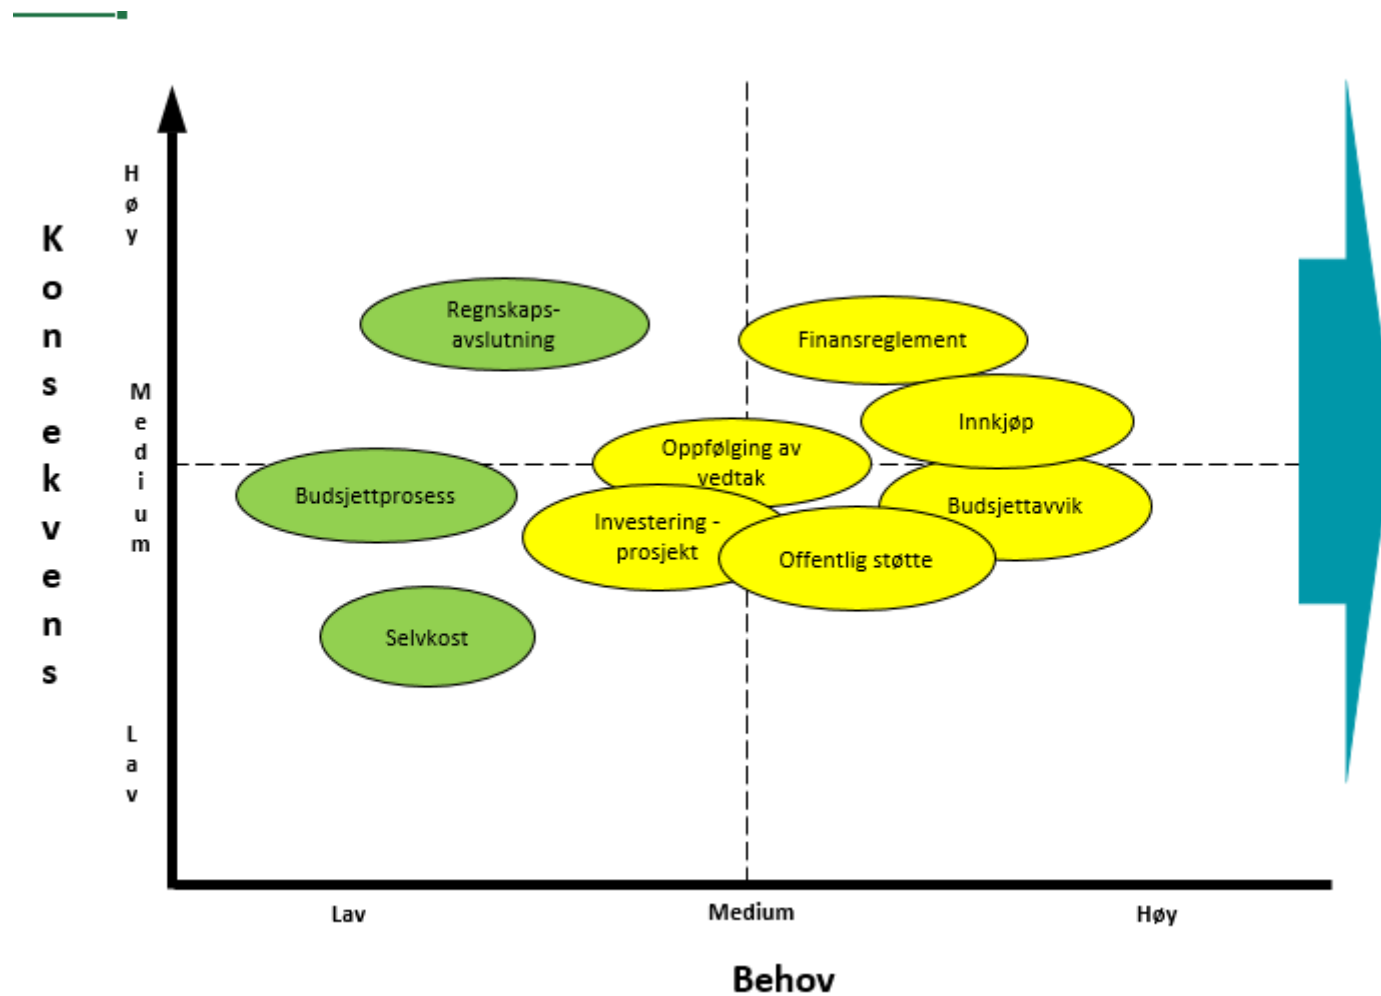 Konsekvens
Høy
Medium
Lav
Regnskaps-
avslutning
Finansreglement
Innkjøp
Oppfølging av
vedtak
Budsjettprosess
Budsjettavvik
Investering -
prosjekt
Offentlig støtte
Selvkost
Lav
Medium
Høy
Behov